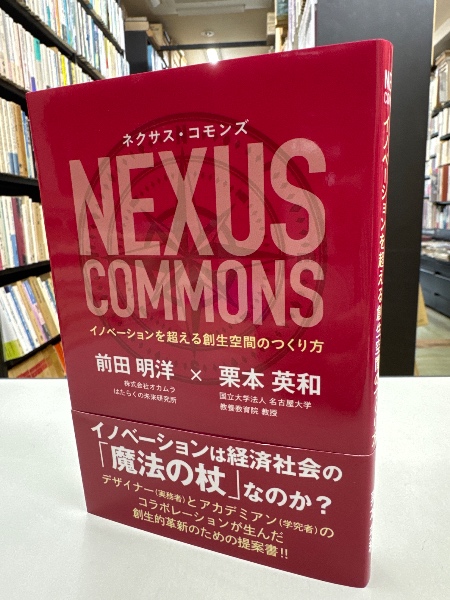 ネクサス・コモンズ
NEXUS
COMMONS
イノベーションを超える創生空間のつくり方
前田 明洋 × 栗本 英和
株式会社オカムラ
はたらくの未来研究所
国立大学法人 名古屋大学
教養教育院 教授
イノベーションは経済社会の
「魔法の杖」なのか?
デザイナー(実務者)とアカデミアン(学究者)の
コラボレーションが生んだ
創生的革新のための提案書!!
NEXUS
COMMONS
イノベーションを超える創生空間のつくり方